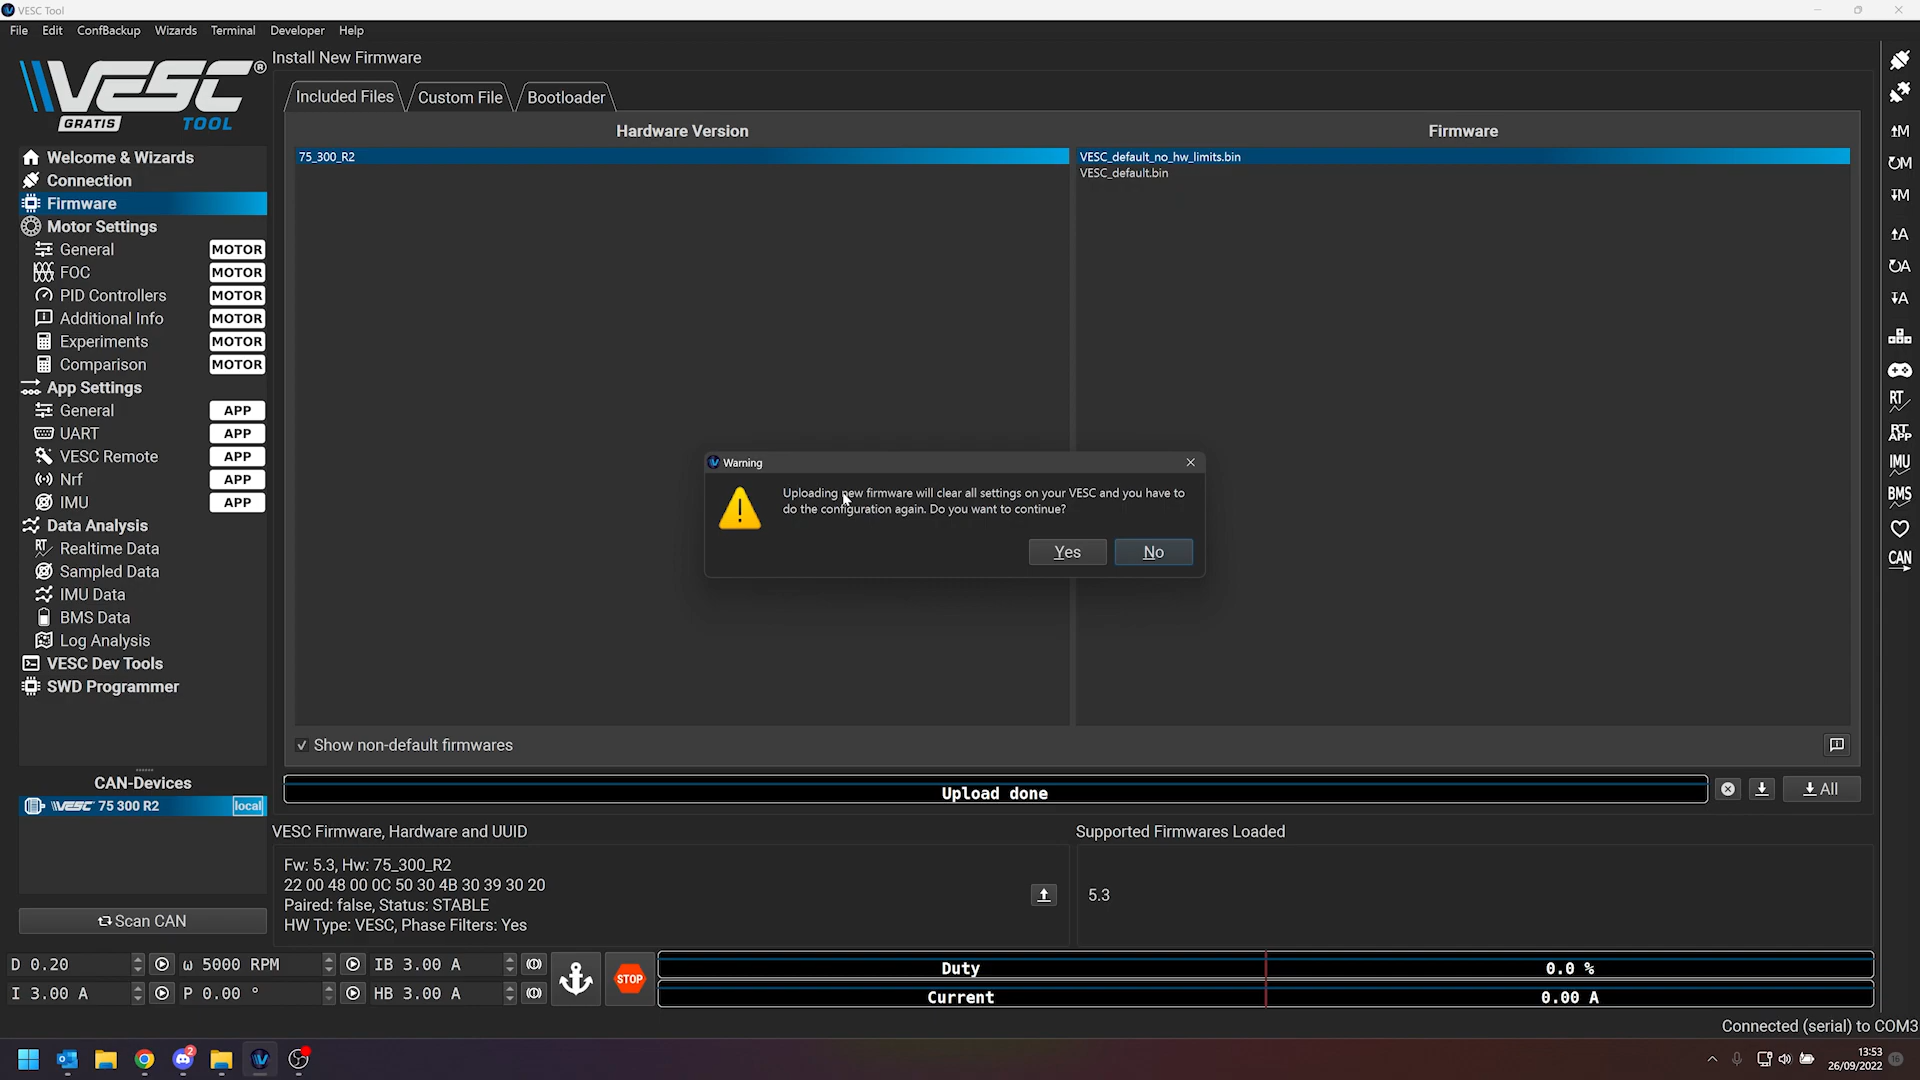 VESC Tool
File Edit ConfBackup Wizards Terminal Developer Help
VESC®
GRATIS TOOL
Install New Firmware
Included Files Custom File Bootloader
Hardware Version Firmware
75_300_R2 VESC_default_no_hw_limits.bin
VESC_default.bin
Welcome & Wizards
Connection
Firmware
Motor Settings
General MOTOR
FOC MOTOR
PID Controllers MOTOR
Additional Info MOTOR
Experiments MOTOR
Comparison MOTOR
App Settings
General APP
UART APP
VESC Remote APP
Nrf APP
IMU APP
Data Analysis
RT Realtime Data
Sampled Data
IMU Data
BMS Data
Log Analysis
VESC Dev Tools
SWD Programmer
Warning
Uploading new firmware will clear all settings on your VESC and you have to
do the configuration again. Do you want to continue?
Yes No
Show non-default firmwares
CAN-Devices
VESC 75 300 R2 local
Upload done
All
VESC Firmware, Hardware and UUID
Fw: 5.3, Hw: 75_300_R2
22 00 48 00 0C 50 30 4B 30 39 30 20
Paired: false, Status: STABLE
HW Type: VESC, Phase Filters: Yes
Supported Firmwares Loaded
5.3
Scan CAN
D 0.20 ω 5000 RPM IB 3.00 A
I 3.00 A P 0.00 ° HB 3.00 A
STOP
Duty 0.0 %
Current 0.00 A
M
M
M
A
A
A
RT
RT
APP
IMU
BMS
CAN
Connected (serial) to COM3
2
13:53
26/09/2022
16